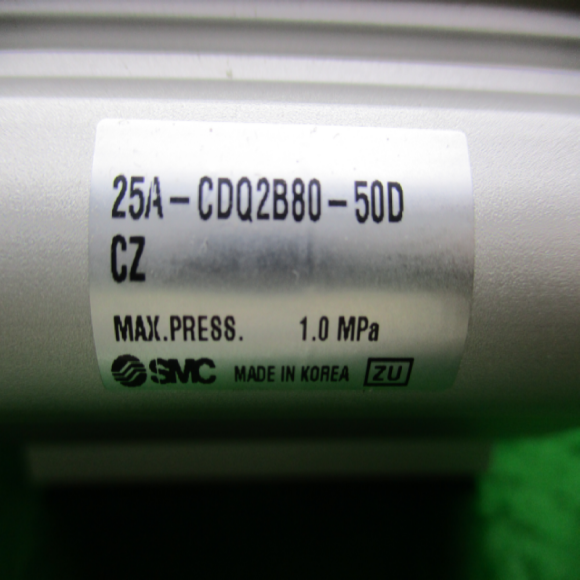 25A-CDQ2B80-50D
CZ
MAX.PRESS. 1.0 MPa
SMC MADE IN KOREA ZU